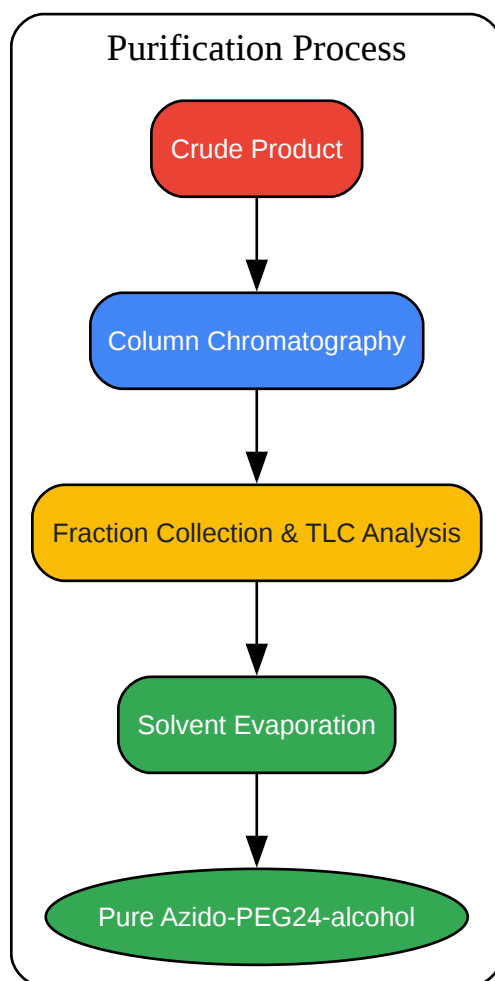 Purification Process
Crude Product
Column Chromatography
Fraction Collection & TLC Analysis
Solvent Evaporation
Pure Azido-PEG24-alcohol